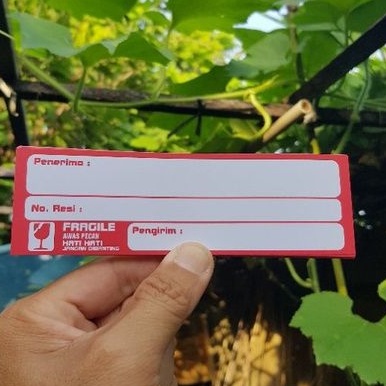 Penerima :
No. Resi :
FRAGILE
AWAS PECAH
HATI HATI
JANGAN DIBANTING
Pengirim :